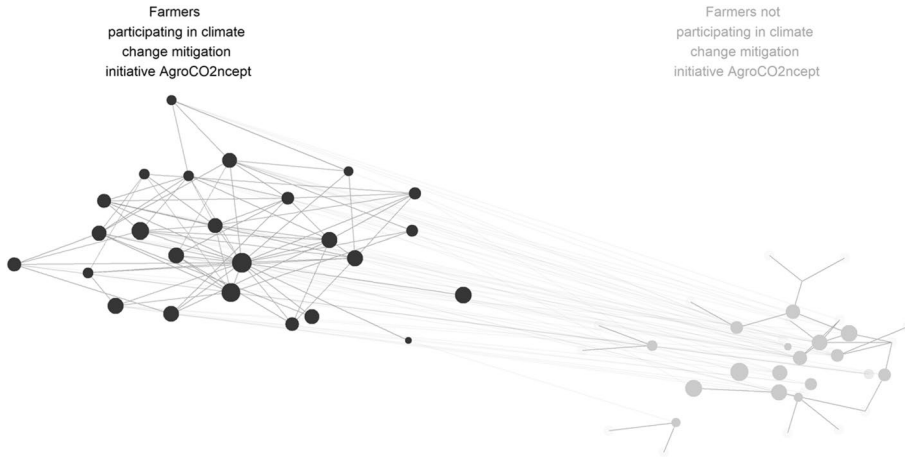 Farmers
participating in climate
change mitigation
initiative AgroCO2ncept
Farmers not
participating in climate
change mitigation
initiative AgroCO2ncept